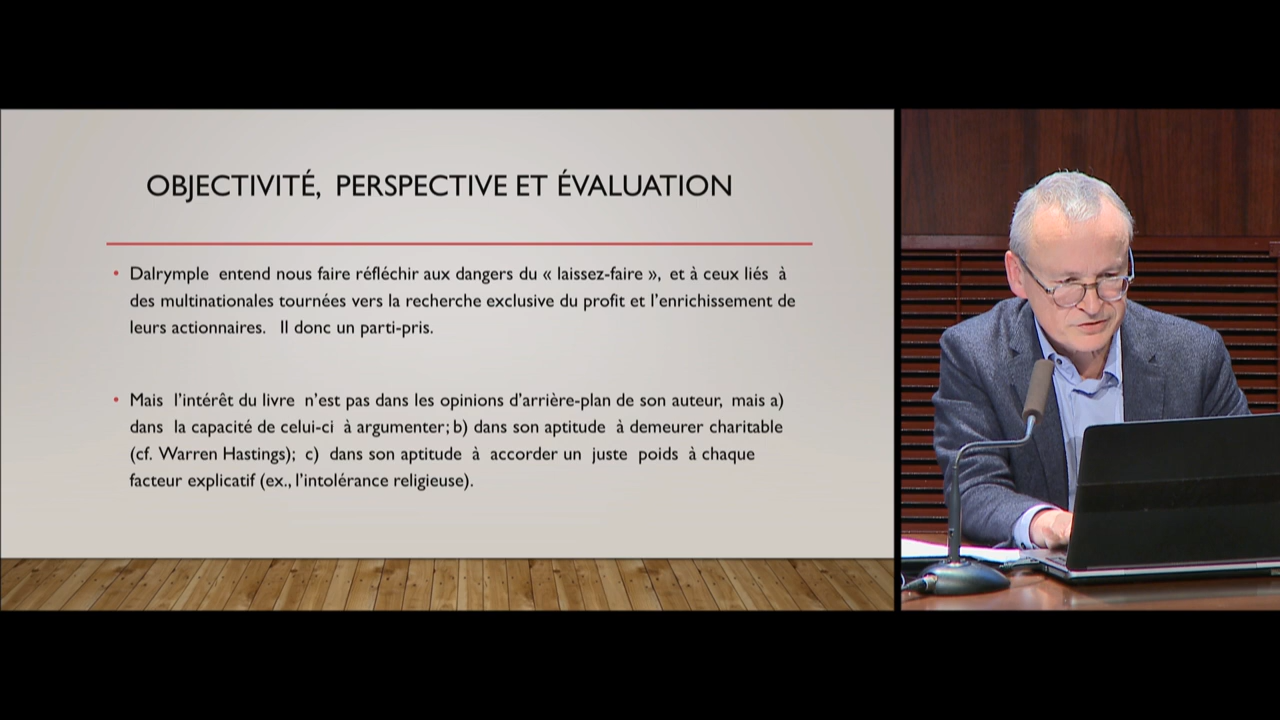 OBJECTIVITÉ, PERSPECTIVE ET ÉVALUATION
• Dalrymple entend nous faire réfléchir aux dangers du « laissez-faire », et à ceux liés à
des multinationales tournées vers la recherche exclusive du profit et l'enrichissement de
leurs actionnaires. Il donc un parti-pris.
• Mais l'intérêt du livre n'est pas dans les opinions d'arrière-plan de son auteur, mais a)
dans la capacité de celui-ci à argumenter; b) dans son aptitude à demeurer charitable
(cf. Warren Hastings); c) dans son aptitude à accorder un juste poids à chaque
facteur explicatif (ex., l'intolérance religieuse).